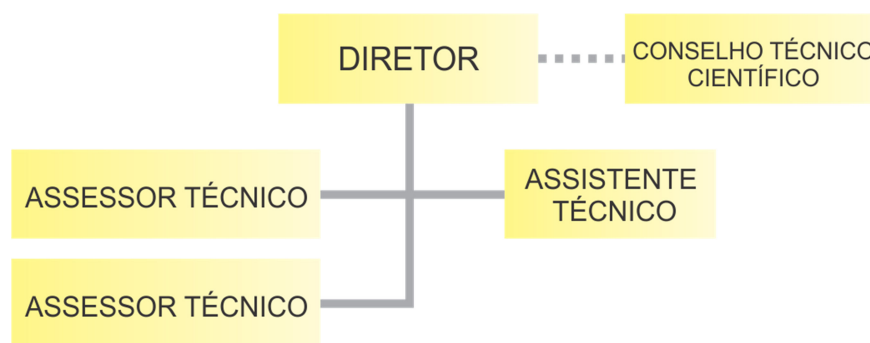 DIRETOR
CONSELHO TÉCNICO
CIENTÍFICO
ASSESSOR TÉCNICO
ASSISTENTE
TÉCNICO
ASSESSOR TÉCNICO